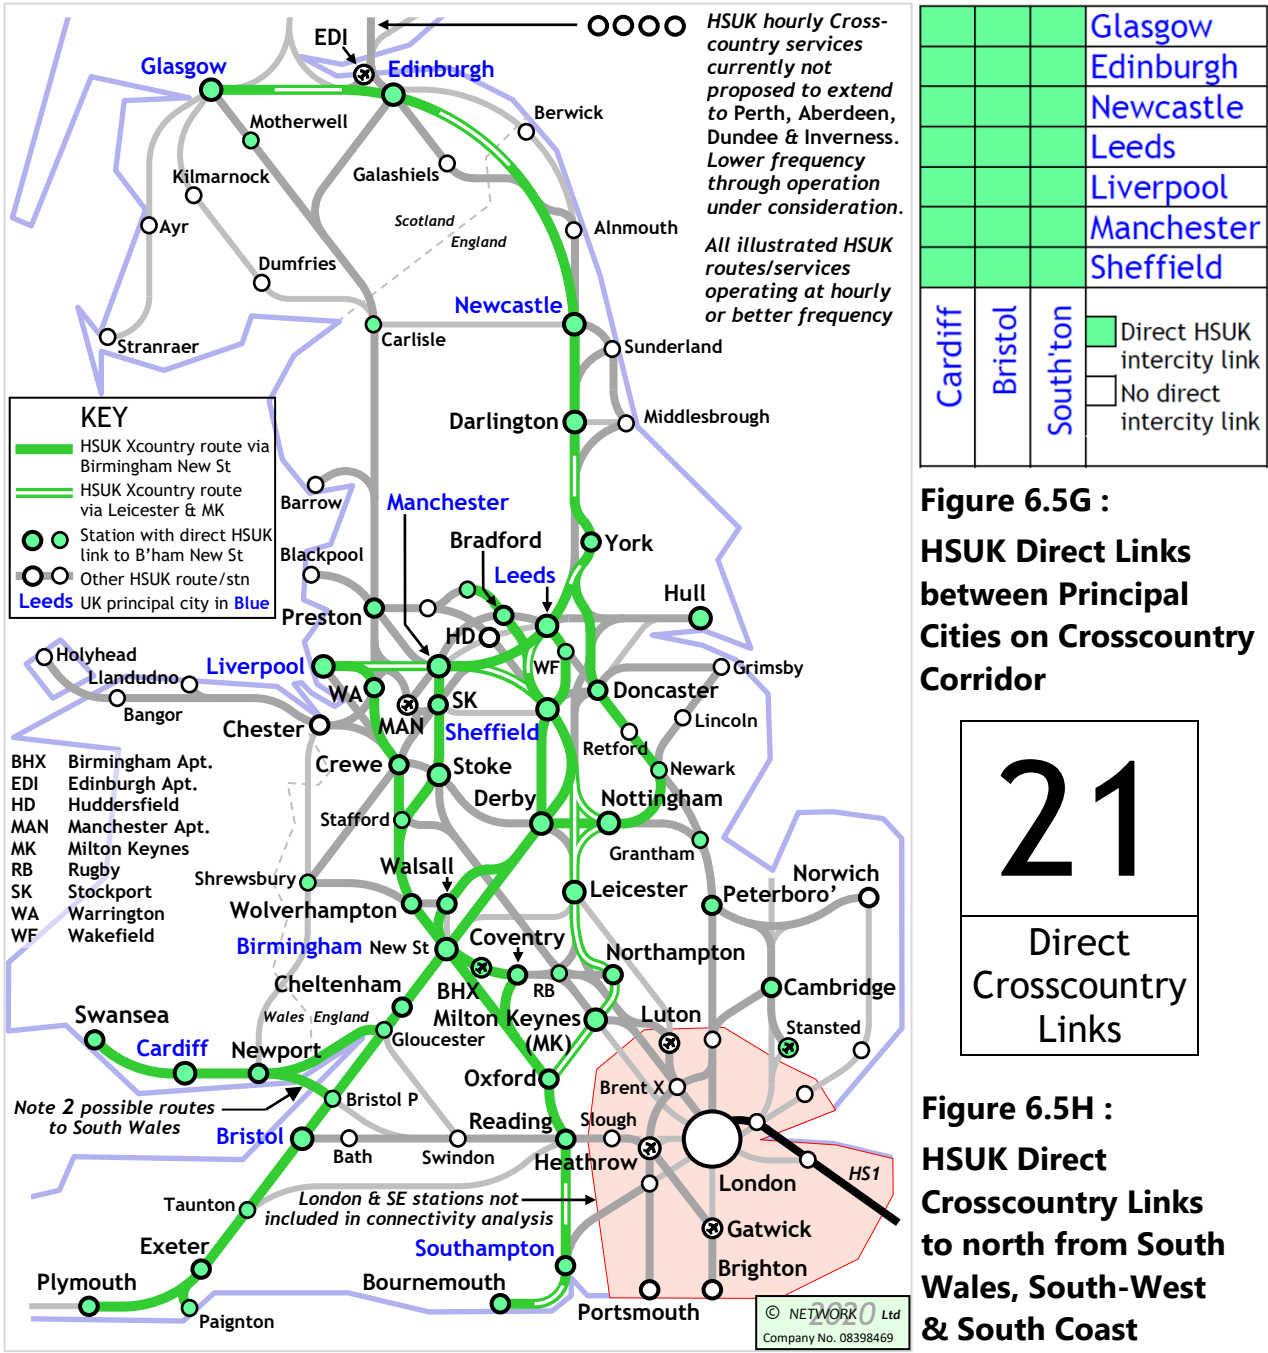 EDI
Glasgow
Edinburgh
Motherwell
Berwick
Kilmarnock
Galashiels
Ayr
Scotland
England
Alnmouth
Dumfries
Newcastle
Stranraer
Carlisle
Sunderland
Darlington
Middlesbrough
HSUK hourly Cross-
country services
currently not
proposed to extend
to Perth, Aberdeen,
Dundee & Inverness.
Lower frequency
through operation
under consideration.
All illustrated HSUK
routes/services
operating at hourly
or better frequency
KEY
HSUK Xcountry route via
Birmingham New St
HSUK Xcountry route
via Leicester & MK
Station with direct HSUK
link to B'ham New St
Other HSUK route/stn
Leeds UK principal city in Blue
Barrow
Manchester
Blackpool
Bradford
York
Leeds
Preston
Hull
HD
Holyhead
Llandudno
Liverpool
WF
Grimsby
Bangor
WA
MAN
SK
Doncaster
Lincoln
Chester
Sheffield
Retford
Crewe
Stoke
Newark
BHX Birmingham Apt.
EDI Edinburgh Apt.
HD Huddersfield
MAN Manchester Apt.
MK Milton Keynes
RB Rugby
SK Stockport
WA Warrington
WF Wakefield
Derby
Nottingham
Stafford
Grantham
Walsall
Shrewsbury
Leicester
Norwich
Peterboro'
Wolverhampton
Birmingham New St
Coventry
Northampton
BHX
RB
Cheltenham
Cambridge
Wales England
Milton Keynes
(MK)
Luton
Stansted
Swansea
Cardiff
Newport
Gloucester
Oxford
Brent X
Note 2 possible routes
to South Wales
Bristol P
Reading
Slough
Bristol
Bath
Swindon
Heathrow
HS1
London
Taunton
London & SE stations not
included in connectivity analysis
Gatwick
Exeter
Southampton
Brighton
Plymouth
Bournemouth
Paignton
Portsmouth
© NETWORK 2020 Ltd
Company No. 08398469
Glasgow
Edinburgh
Newcastle
Leeds
Liverpool
Manchester
Sheffield
Cardiff
Bristol
South'ton
Direct HSUK
intercity link
No direct
intercity link
Figure 6.5G :
HSUK Direct Links
between Principal
Cities on Crosscountry
Corridor
21
Direct
Crosscountry
Links
Figure 6.5H :
HSUK Direct
Crosscountry Links
to north from South
Wales, South-West
& South Coast